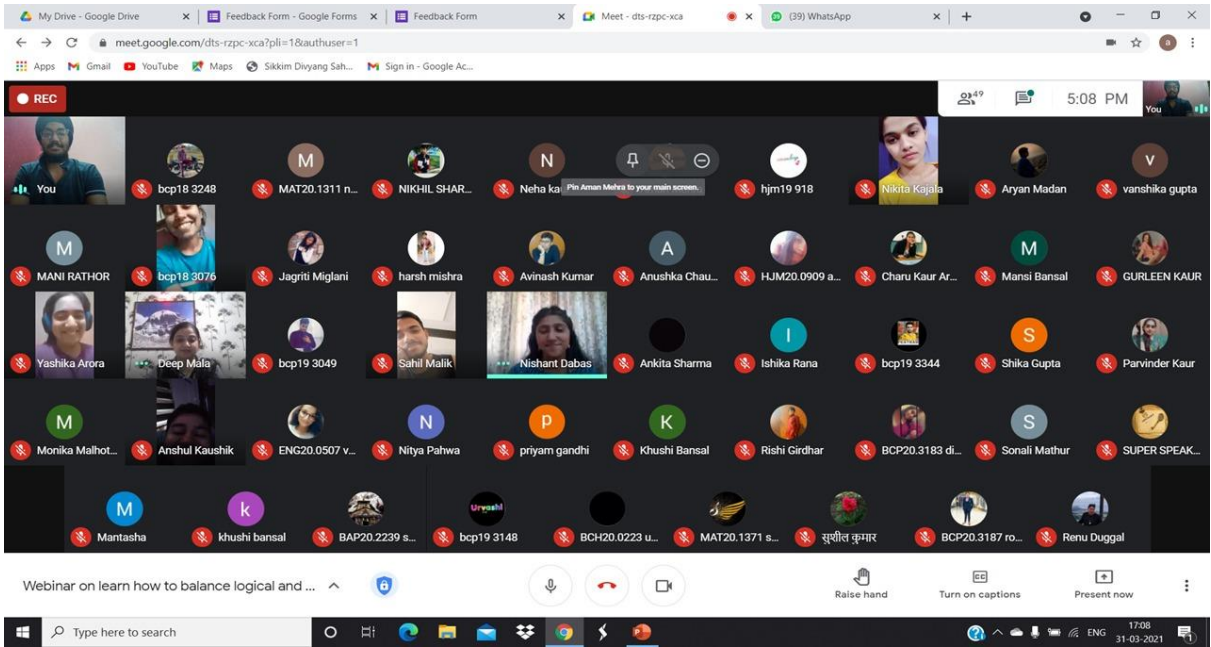 My Drive - Google Drive
Feedback Form - Google Forms
Feedback Form
Meet - dts-rzpc-xca
(39) WhatsApp
meet.google.com/dts-rzpc-xca?pli=1&authuser=1
a
Apps
Gmail
YouTube
Maps
Sikkim Divyang Sah...
Sign in - Google Ac...
REC
49
5:08 PM
You
You
bcp18 3248
M
MAT20.1311 n...
NIKHIL SHAR...
N
Neha ka
Pin Aman Mehra to your main screen.
hjm19 918
Nikita Kajala
Aryan Madan
v
vanshika gupta
M
MANI RATHOR
bcp18 3076
Jagriti Miglani
harsh mishra
Avinash Kumar
A
Anushka Chau...
HJM20.0909 a...
Charu Kaur Ar...
M
Mansi Bansal
GURLEEN KAUR
Yashika Arora
Deep Mala
bcp19 3049
Sahil Malik
Nishant Dabas
Ankita Sharma
I
Ishika Rana
bcp19 3344
S
Shika Gupta
Parvinder Kaur
M
Monika Malhot...
Anshul Kaushik
ENG20.0507 v...
N
Nitya Pahwa
p
priyam gandhi
K
Khushi Bansal
Rishi Girdhar
BCP20.3183 di...
S
Sonali Mathur
SUPER SPEAK...
M
Mantasha
k
khushi bansal
BAP20.2239 s...
Urvashi
bcp19 3148
BCH20.0223 u...
MAT20.1371 s...
सुशील कुमार
BCP20.3187 ro...
Renu Duggal
Webinar on learn how to balance logical and ...
Raise hand
Turn on captions
Present now
Type here to search
ENG
17:08
31-03-2021